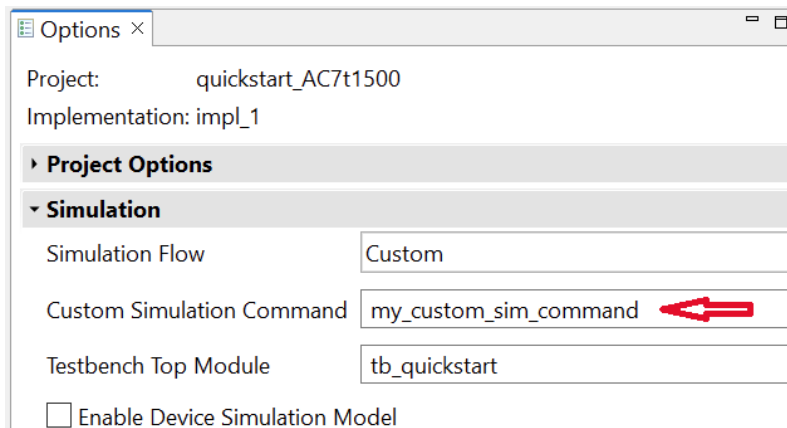 Options
Project: quickstart_AC7t1500
Implementation: impl_1
Project Options
Simulation
Simulation Flow Custom
Custom Simulation Command my_custom_sim_command
Testbench Top Module tb_quickstart
Enable Device Simulation Model